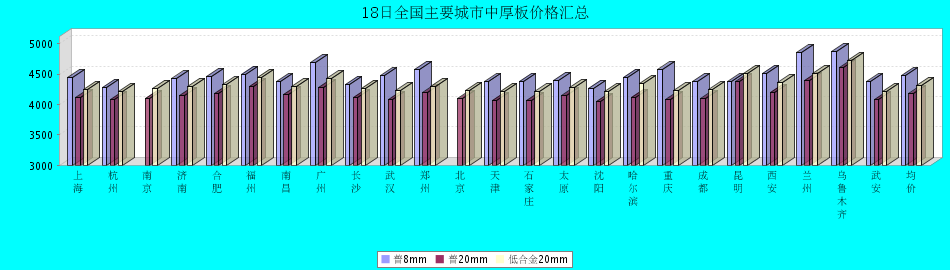 18日全国主要城市中厚板价格汇总
5000
4500
4000
3500
3000
上海 杭州 南京 济南 合肥 福州 南昌 广州 长沙 武汉 郑州 北京 天津 石家庄 太原 沈阳 哈尔滨 重庆 成都 昆明 西安 兰州 乌鲁木齐 武安 均价
普8mm 普20mm 低合金20mm